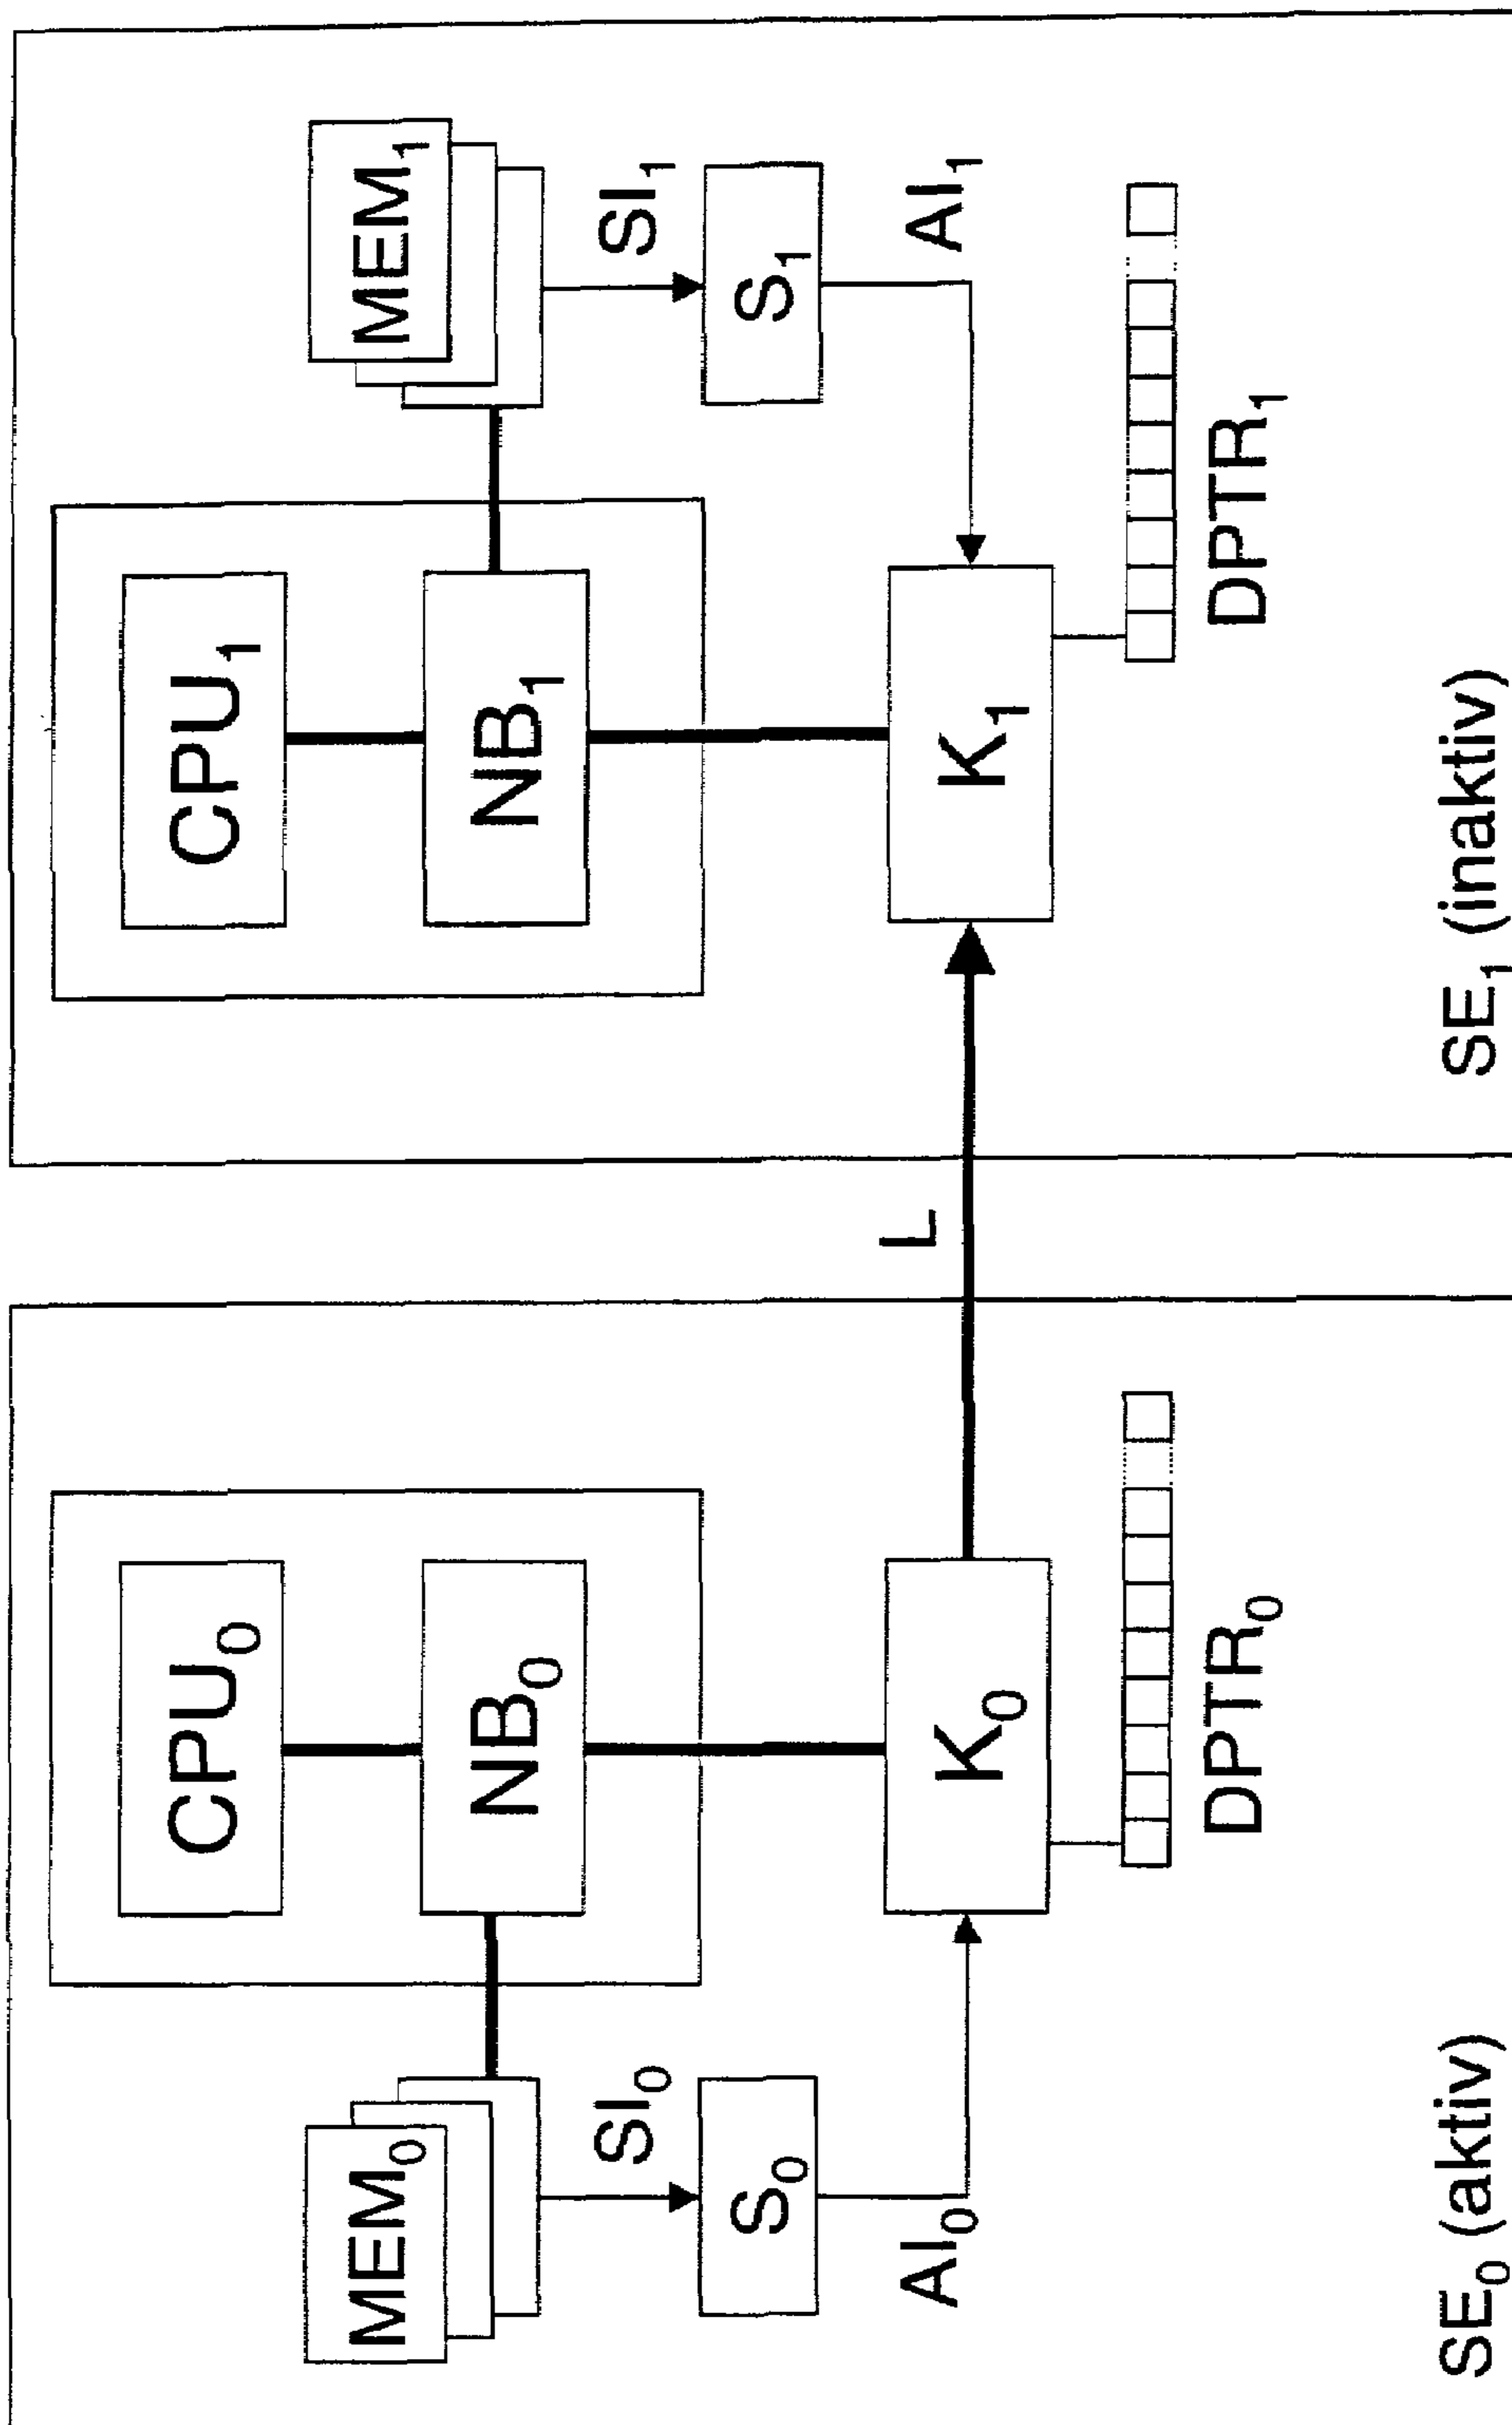 CPU₀
MEM₀
NB₀
SI₀
S₀
AI₀
K₀
DPTR₀
SE₀ (aktiv)
L
CPU₁
MEM₁
NB₁
SI₁
S₁
AI₁
K₁
DPTR₁
SE₁ (inaktiv)